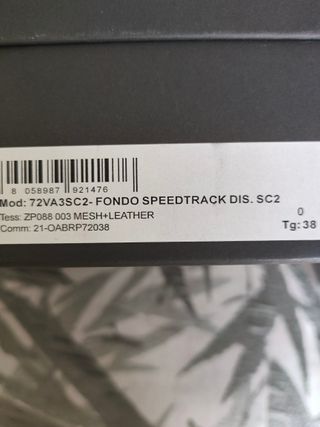 8 058987 921476
Mod: 72VA3SC2- FONDO SPEEDTRACK DIS. SC2
Tess: ZP088 003 MESH+LEATHER
0
Comm: 21-OABRP72038
Tg: 38